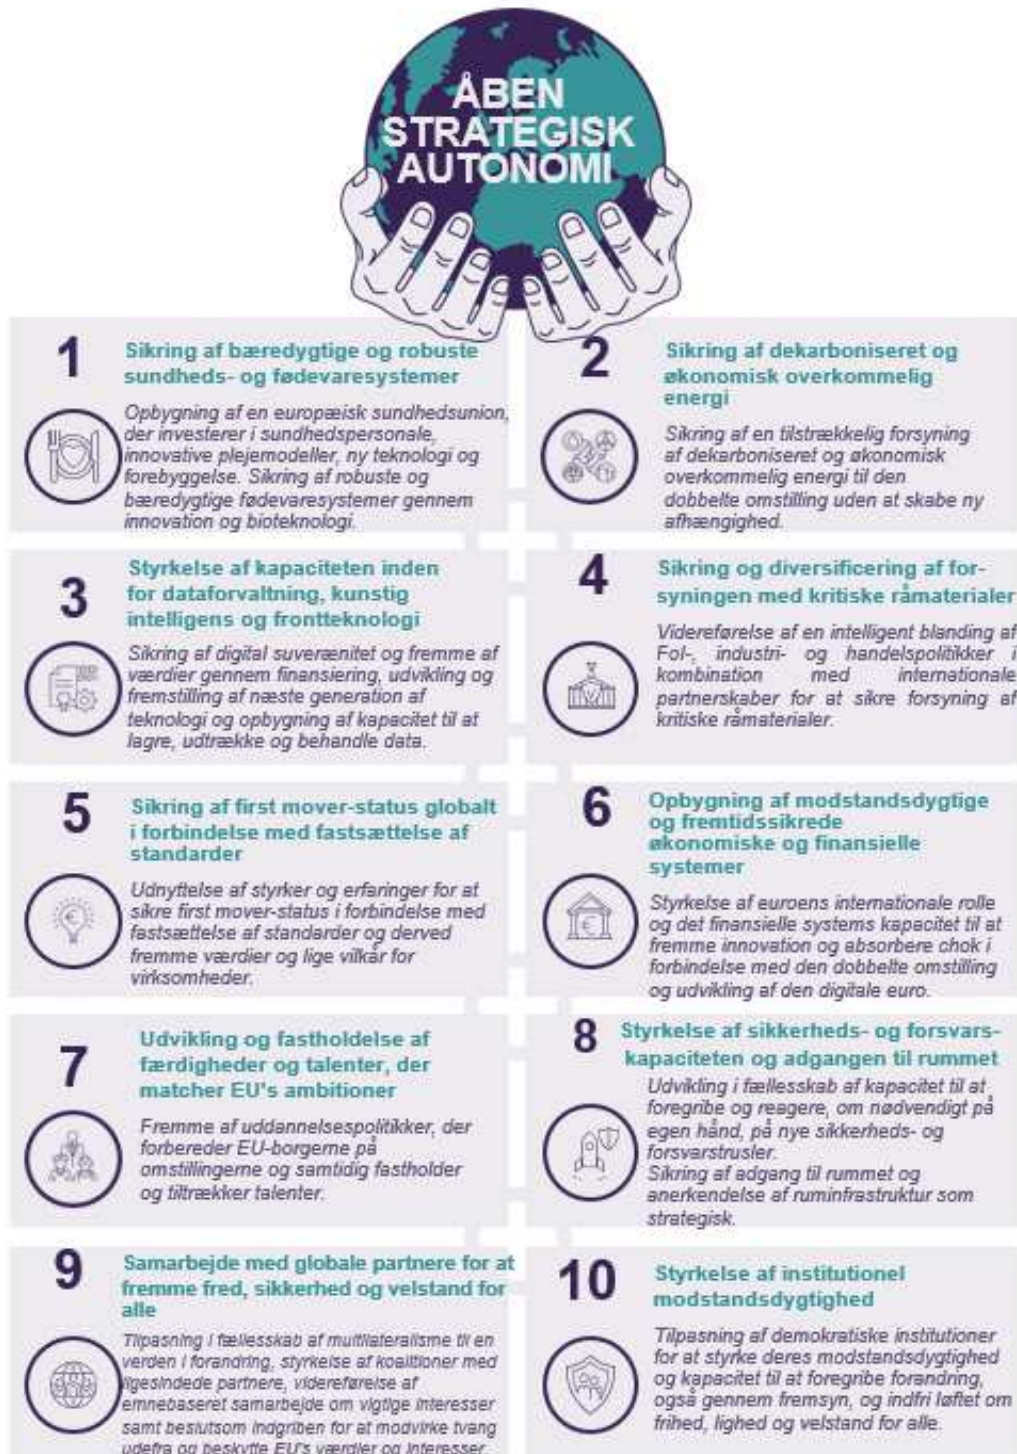 ÅBEN
STRATEGISK
AUTONOMI
1
Sikring af bæredygtige og robuste
sundheds- og fødevaresystemer
Opbygning af en europæisk sundhedsunion,
der investerer i sundhedspersonale,
innovative plejemodeller, ny teknologi og
forebyggelse. Sikring af robuste og
bæredygtige fødevaresystemer gennem
innovation og bioteknologi.
2
Sikring af dekarboniseret og
økonomisk overkommelig
energi
Sikring af en tilstrækkelig forsyning
af dekarboniseret og økonomisk
overkommelig energi til den
dobbelte omstilling uden at skabe ny
afhængighed.
3
Styrkelse af kapaciteten inden
for dataforvaltning, kunstig
intelligens og frontteknologi
Sikring af digital suverænitet og fremme af
værdier gennem finansiering, udvikling og
fremstilling af næste generation af
teknologi og opbygning af kapacitet til at
lagre, udtrække og behandle data.
4
Sikring og diversificering af for-
syningen med kritiske råmaterialer
Videreførelse af en intelligent blanding af
FoI-, industri- og handelspolitikker i
kombination med internationale
partnerskaber for at sikre forsyning af
kritiske råmaterialer.
5
Sikring af first mover-status globalt
i forbindelse med fastsættelse af
standarder
Udnyttelse af styrker og erfaringer for at
sikre first mover-status i forbindelse med
fastsættelse af standarder og derved
fremme værdier og lige vilkår for
virksomheder.
6
Opbygning af modstandsdygtige
og fremtidssikrede
økonomiske og finansielle
systemer
Styrkelse af euroens internationale rolle
og det finansielle systems kapacitet til at
fremme innovation og absorbere chok i
forbindelse med den dobbelte omstilling
og udvikling af den digitale euro.
7
Udvikling og fastholdelse af
færdigheder og talenter, der
matcher EU's ambitioner
Fremme af uddannelsespolitikker, der
forbereder EU-borgerne på
omstillingerne og samtidig fastholder
og tiltrækker talenter.
8
Styrkelse af sikkerheds- og forsvars-
kapaciteten og adgangen til rummet
Udvikling i fællesskab af kapacitet til at
foregribe og reagere, om nødvendigt på
egen hånd, på nye sikkerheds- og
forsvarstrusler.
Sikring af adgang til rummet og
anerkendelse af ruminfrastruktur som
strategisk.
9
Samarbejde med globale partnere for at
fremme fred, sikkerhed og velstand for
alle
Tilpasning i fællesskab af multilateralisme til en
verden i forandring, styrkelse af koalitioner med
ligesindede partnere, videreførelse af
emnebaseret samarbejde om vigtige interesser
samt beslutsom indgriben for at modvirke tvang
udefra og beskytte EU's værdier og interesser.
10
Styrkelse af institutionel
modstandsdygtighed
Tilpasning af demokratiske institutioner
for at styrke deres modstandsdygtighed
og kapacitet til at foregribe forandring,
også gennem fremsyn, og indfri løftet om
frihed, lighed og velstand for alle.